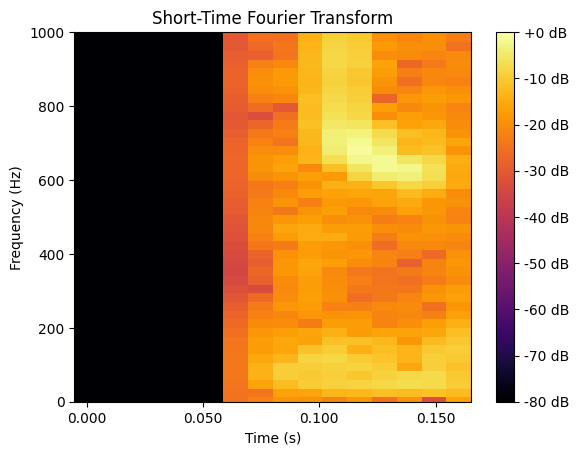 Short-Time Fourier Transform
1000
800
600
400
200
0
Frequency (Hz)
0.000
0.050
0.100
0.150
Time (s)
+0 dB
-10 dB
-20 dB
-30 dB
-40 dB
-50 dB
-60 dB
-70 dB
-80 dB